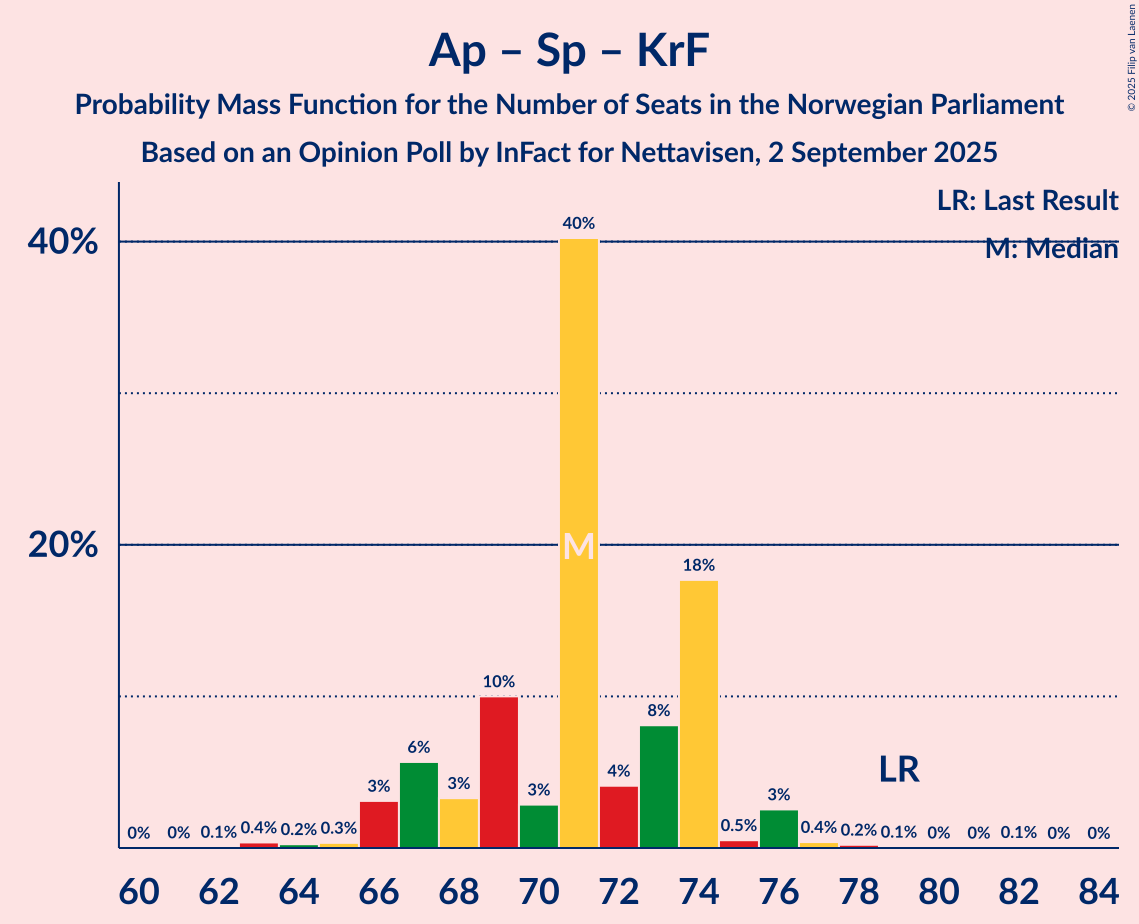 Ap – Sp – KrF
Probability Mass Function for the Number of Seats in the Norwegian Parliament
Based on an Opinion Poll by InFact for Nettavisen, 2 September 2025
© 2025 Filip van Laenen
LR: Last Result
M: Median
40%
20%
0% 0% 0.1% 0.4% 0.2% 0.3% 3% 6% 3% 10% 3% 40% 4% 8% 18% 0.5% 3% 0.4% 0.2% 0.1% 0% 0% 0.1% 0% 0%
M
LR
60 62 64 66 68 70 72 74 76 78 80 82 84